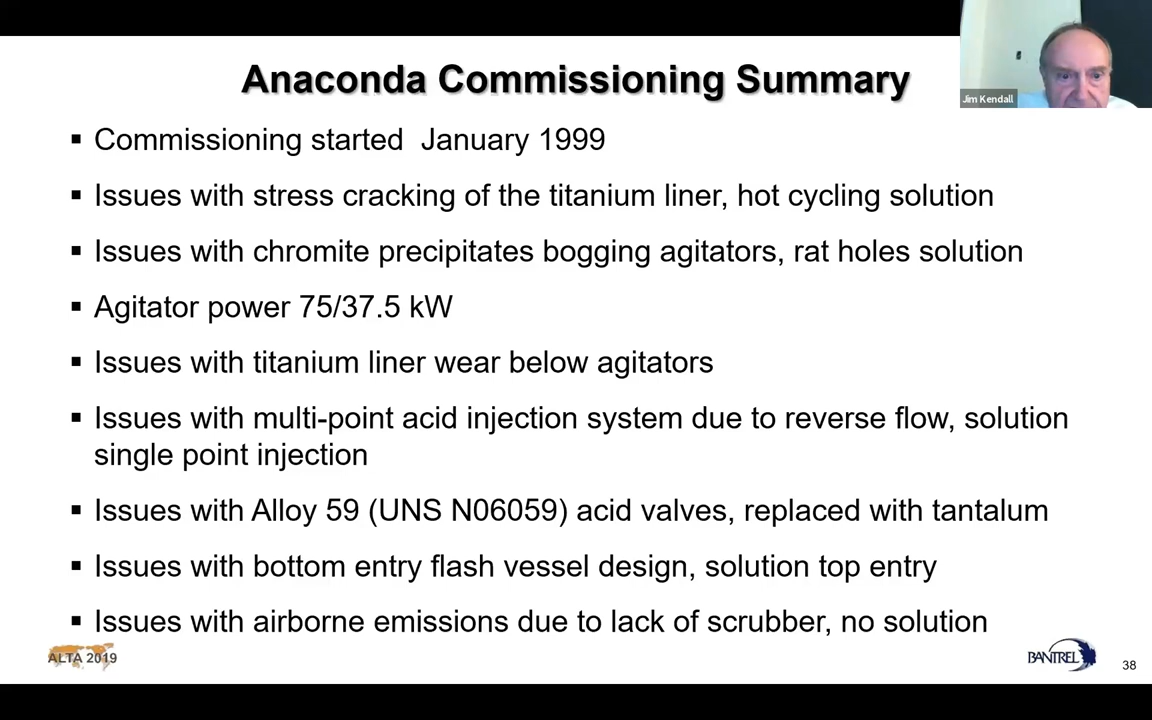 Anaconda Commissioning Summary
Jim Kendall
▪ Commissioning started  January 1999
▪ Issues with stress cracking of the titanium liner, hot cycling solution
▪ Issues with chromite precipitates bogging agitators, rat holes solution
▪ Agitator power 75/37.5 kW
▪ Issues with titanium liner wear below agitators
▪ Issues with multi-point acid injection system due to reverse flow, solution
single point injection
▪ Issues with Alloy 59 (UNS N06059) acid valves, replaced with tantalum
▪ Issues with bottom entry flash vessel design, solution top entry
▪ Issues with airborne emissions due to lack of scrubber, no solution
ALTA 2019
BANTREL
38